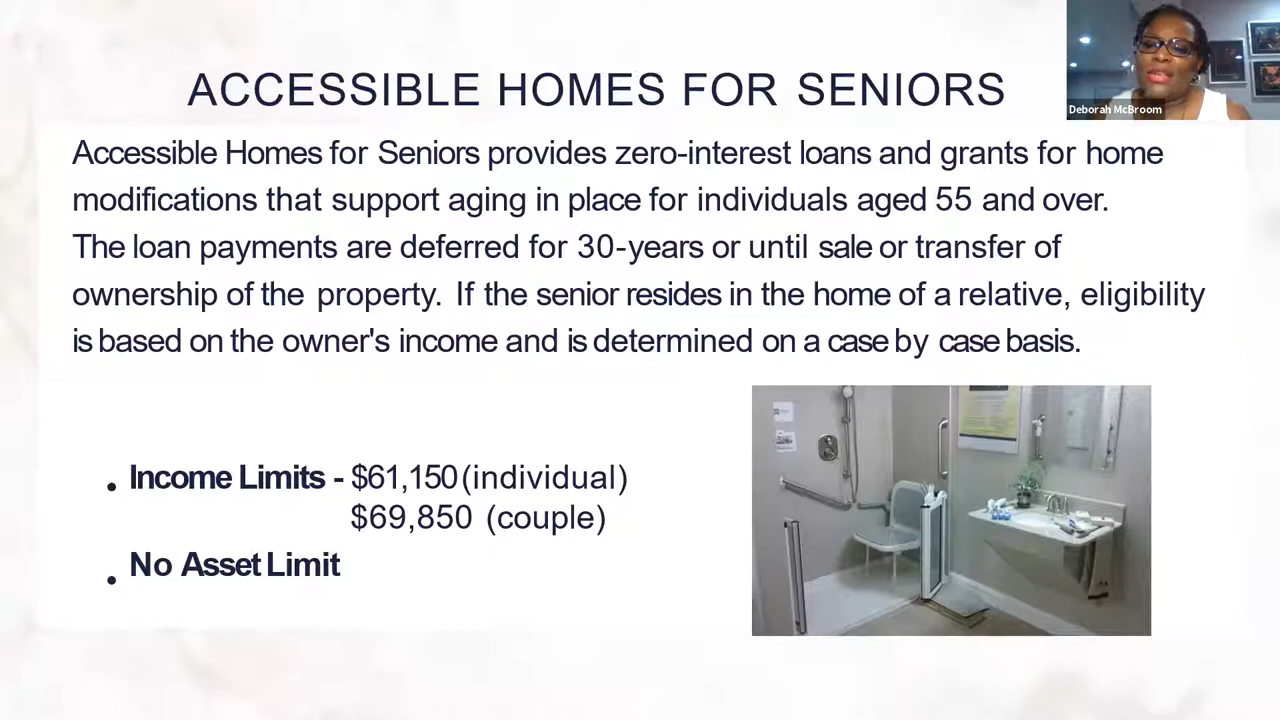 ACCESSIBLE HOMES FOR SENIORS
Deborah McBroom
Accessible Homes for Seniors provides zero-interest loans and grants for home
modifications that support aging in place for individuals aged 55 and over.
The loan payments are deferred for 30-years or until sale or transfer of
ownership of the property. If the senior resides in the home of a relative, eligibility
is based on the owner's income and is determined on a case by case basis.
• Income Limits - $61,150 (individual)
$69,850 (couple)
• No Asset Limit